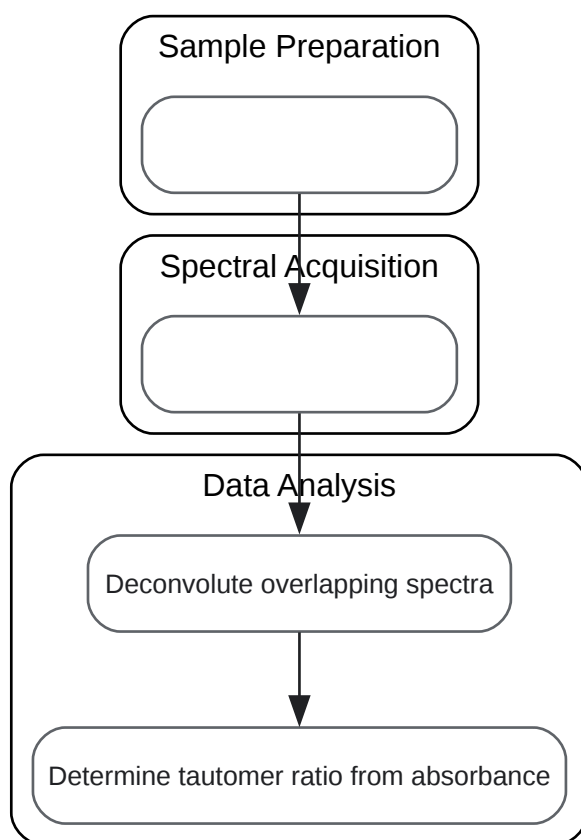 Sample Preparation
Spectral Acquisition
Data Analysis
Deconvolute overlapping spectra
Determine tautomer ratio from absorbance